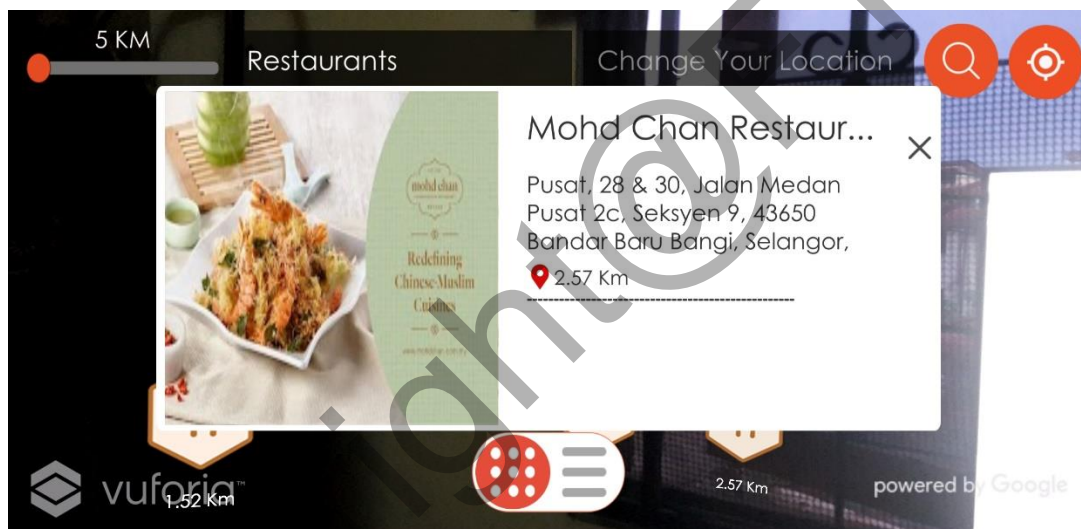 5 KM
Restaurants
Change Your Location
Mohd Chan Restaur...
Pusat, 28 & 30, Jalan Medan
Pusat 2c, Seksyen 9, 43650
Bandar Baru Bangi, Selangor,
2.57 Km
mohd chan
Redefining
Chinese-Muslim
Cuisines
vuforia™
1.52 Km
2.57 Km
powered by Google
ight@